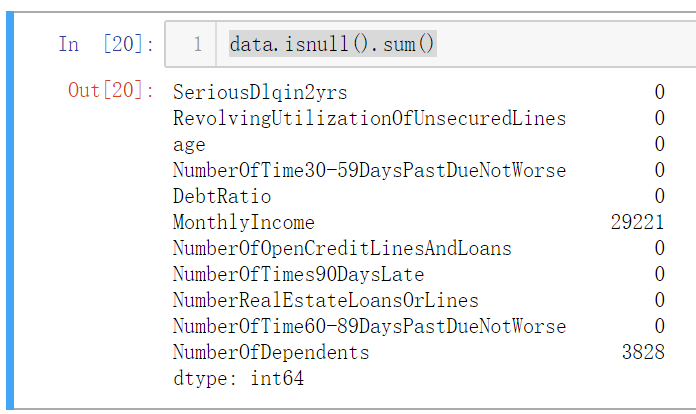 In [20]: 1 data.isnull().sum()
Out[20]: SeriousDlqin2yrs 0
RevolvingUtilizationOfUnsecuredLines 0
age 0
NumberOfTime30-59DaysPastDueNotWorse 0
DebtRatio 0
MonthlyIncome 29221
NumberOfOpenCreditLinesAndLoans 0
NumberOfTimes90DaysLate 0
NumberRealEstateLoansOrLines 0
NumberOfTime60-89DaysPastDueNotWorse 0
NumberOfDependents 3828
dtype: int64